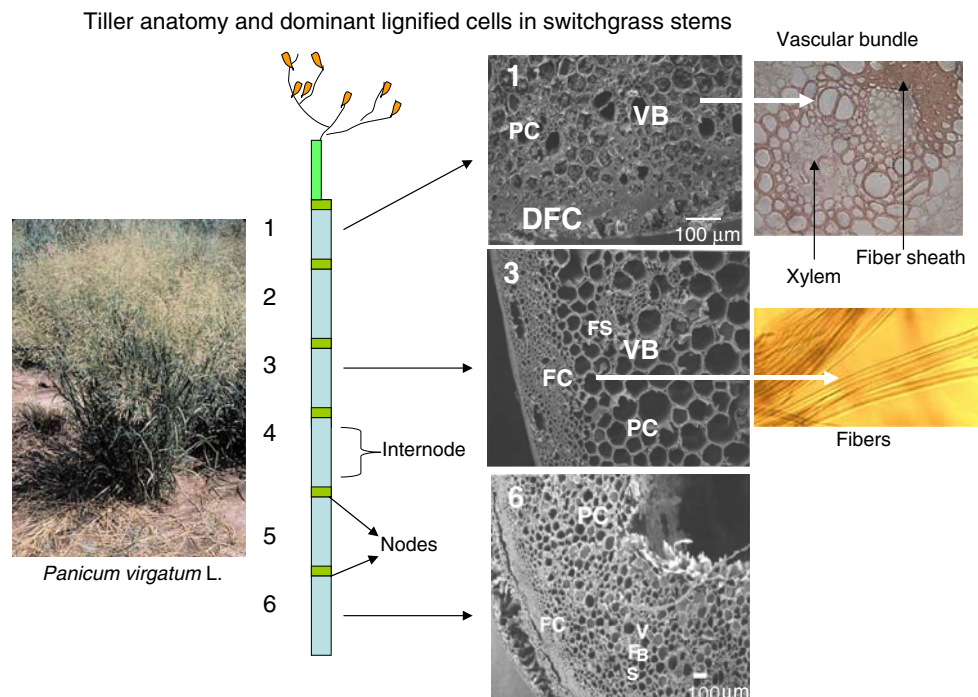 Tiller anatomy and dominant lignified cells in switchgrass stems
Vascular bundle
1
VB
PC
DFC
100 µm
Xylem
Fiber sheath
1
2
3
4
5
6
Internode
Nodes
Panicum virgatum L.
3
FS
VB
FC
PC
Fibers
6
PC
FC
V
F B
S
100µm